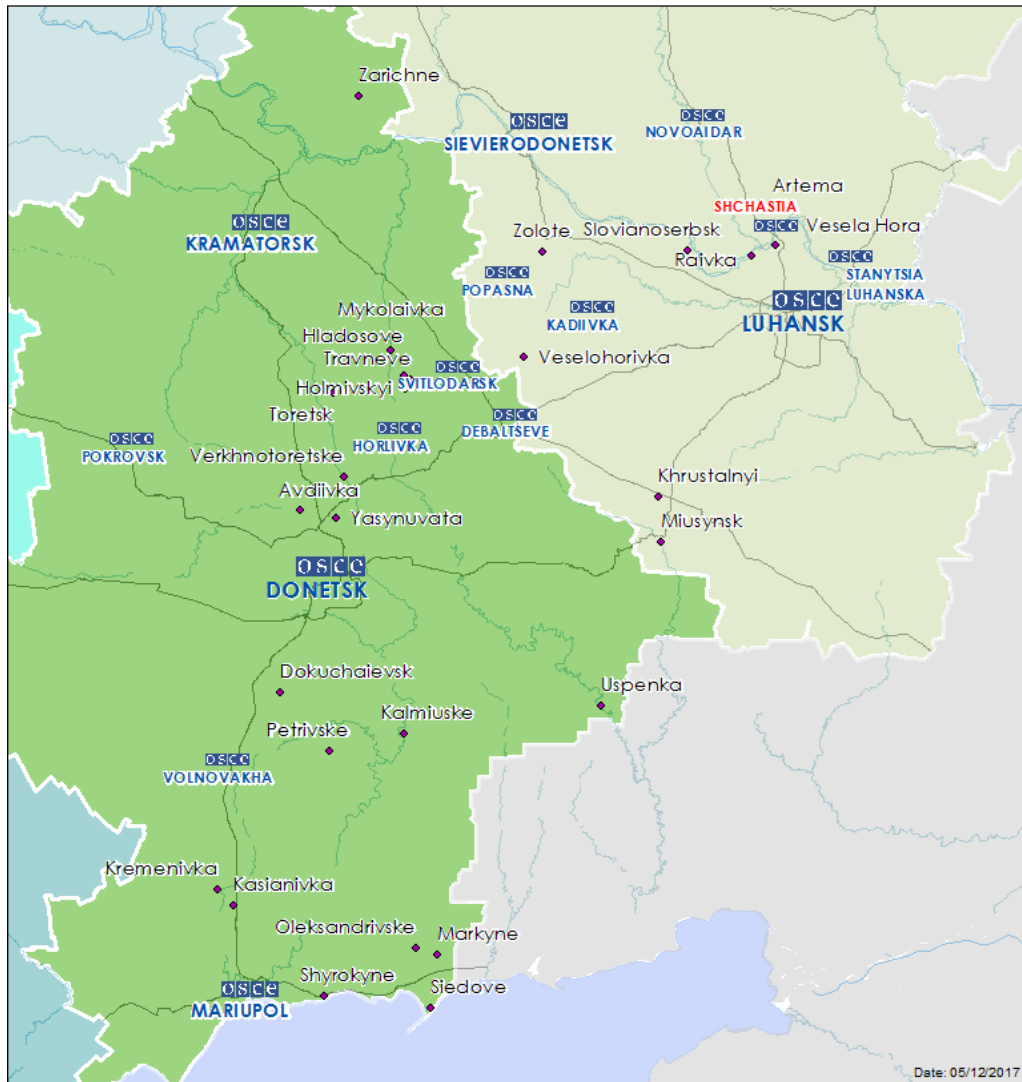 Zarichne
osce
SIEVIERODONETSK
osce
NOVOAIDAR
Artema
SHCHASTIA
osce
KRAMATORSK
osce
Vesela Hora
Zolote
Slovianoserbsk
Raivka
osce
STANYTSIA
LUHANSKA
osce
POPASNA
osce
LUHANSK
osce
KADIIVKA
Mykolaivka
Hladosove
Travneve
Veselohorivka
osce
SVITLODARSK
Holmivskyi
Toretsk
osce
DEBALTSEVE
osce
HORLIVKA
osce
POKROVSK
Verkhnotoretske
Khrustalnyi
Avdiivka
Yasynuvata
Miusynsk
osce
DONETSK
Dokuchaievsk
Uspenka
Kalmiuske
Petrivske
osce
VOLNOVAKHA
Kremenivka
Kasianivka
Oleksandrivske
Markyne
Shyrokyne
osce
MARIUPOL
Siedove
Date: 05/12/2017